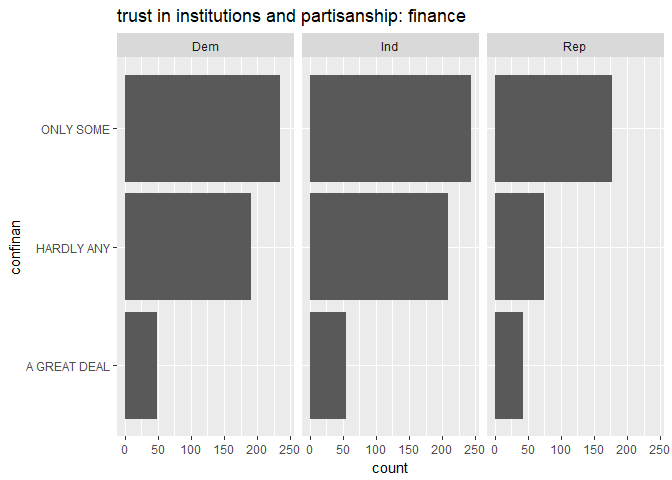 trust in institutions and partisanship: finance
Dem Ind Rep
ONLY SOME
HARDLY ANY
A GREAT DEAL
confinan
0 50 100 150 200 250 0 50 100 150 200 250 0 50 100 150 200 250
count